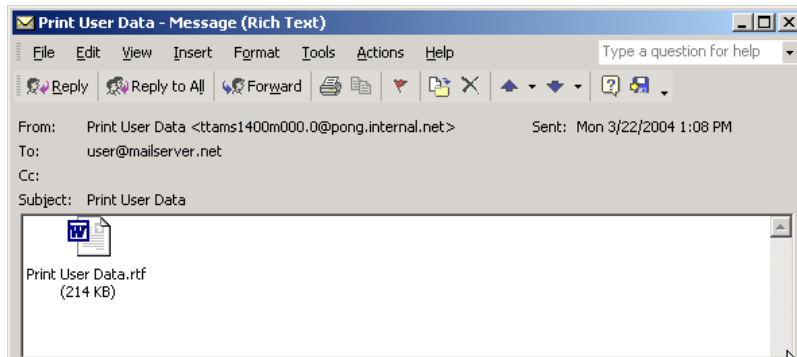 Print User Data - Message (Rich Text)
File Edit View Insert Format Tools Actions Help Type a question for help
Reply Reply to All Forward
From: Print User Data <ttams1400m000.0@pong.internal.net> Sent: Mon 3/22/2004 1:08 PM
To: user@mailserver.net
Cc:
Subject: Print User Data
Print User Data.rtf
(214 KB)